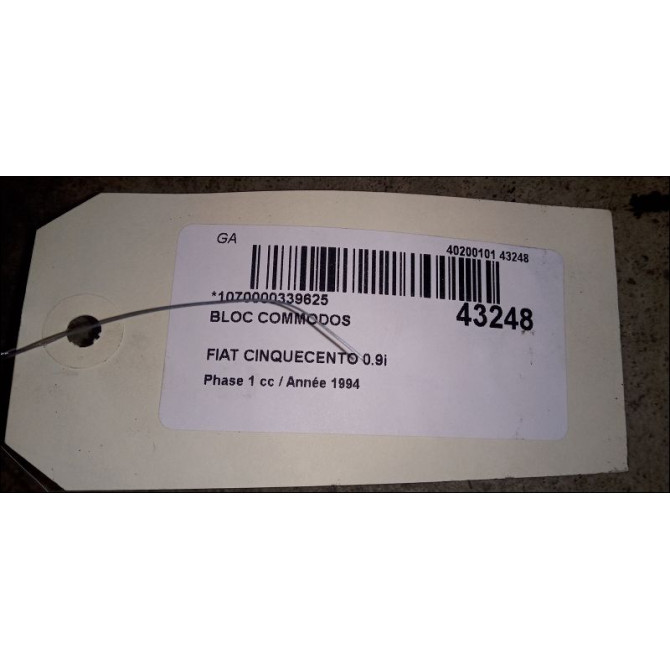 GA
40200101 43248
*1070000339625
43248
BLOC COMMODOS
FIAT CINQUECENTO 0.9i
Phase 1 cc / Année 1994